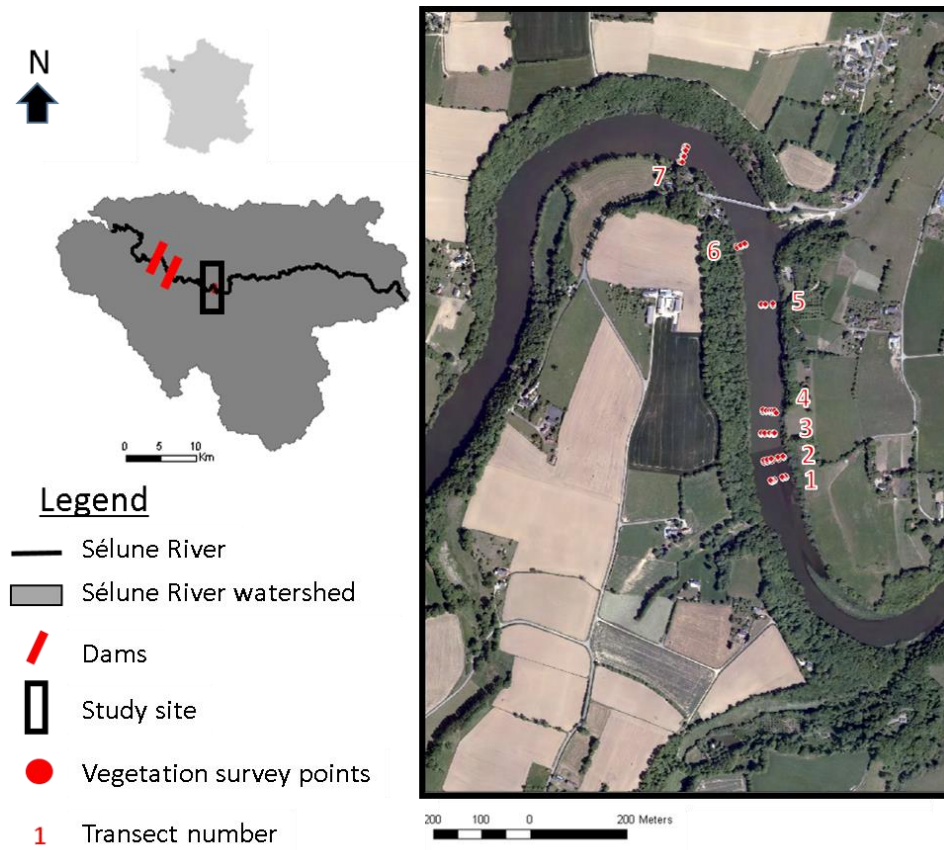 N
0 5 10
Km
Legend
Sélune River
Sélune River watershed
Dams
Study site
Vegetation survey points
1 Transect number
7
6
5
4
3
2
1
200 100 0 200 Meters